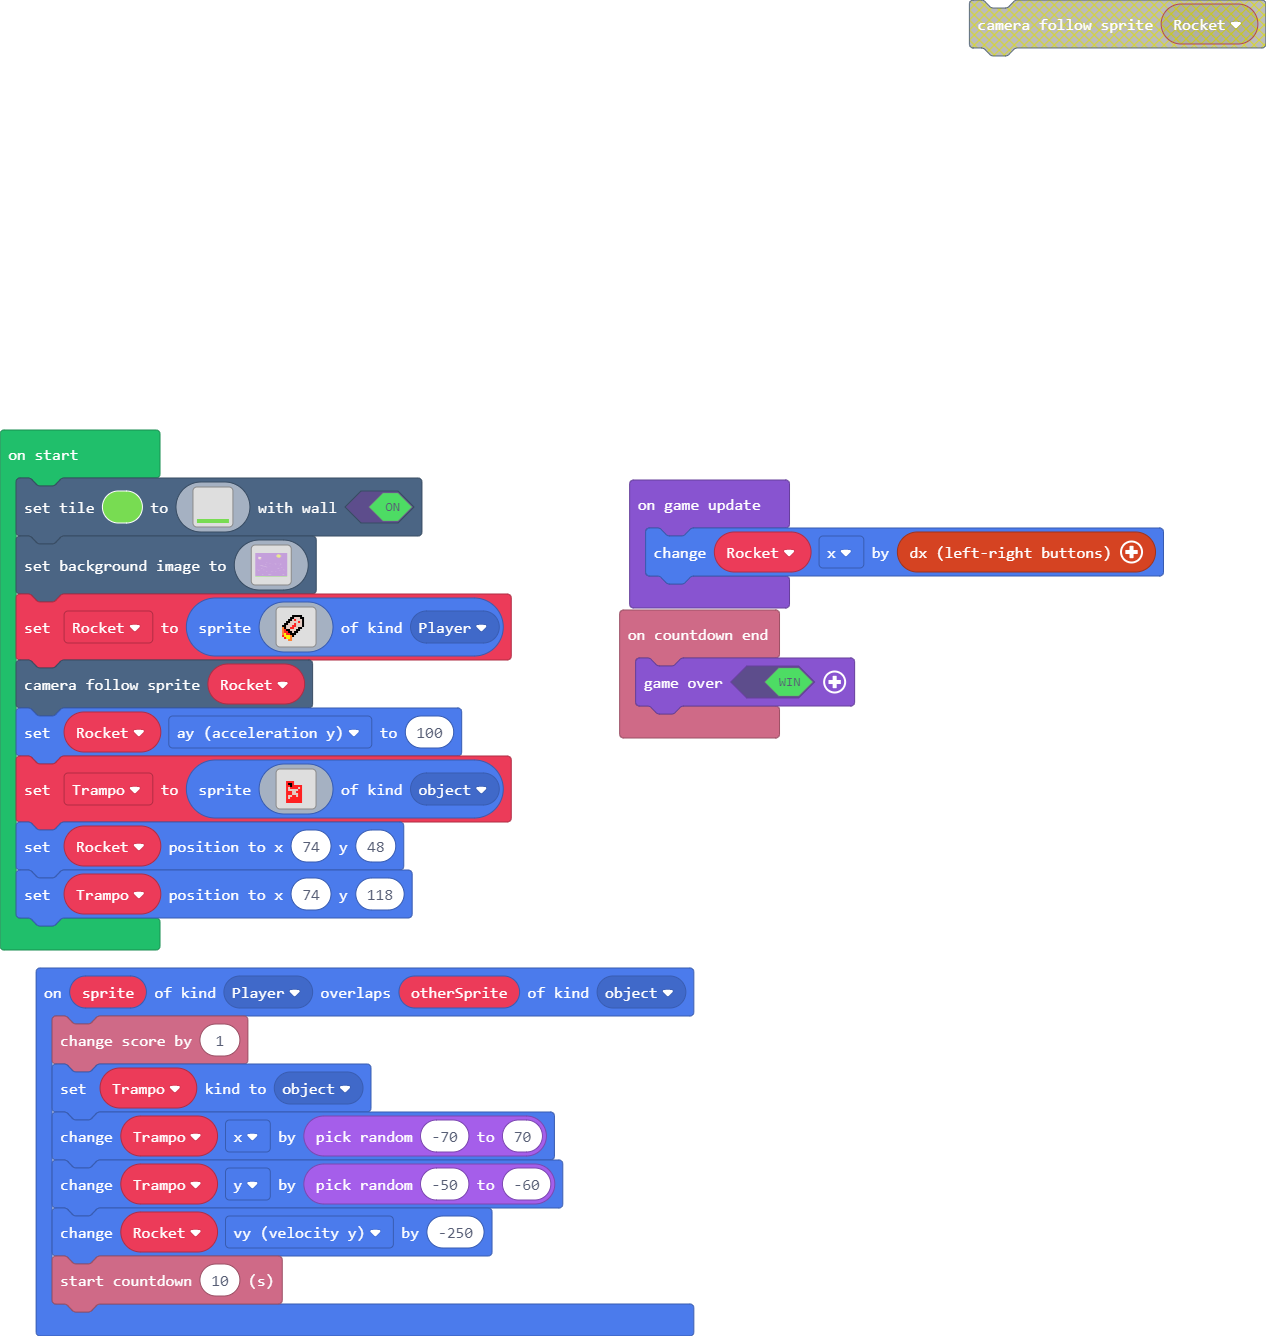 camera follow sprite Rocket
on start
set tile to with wall ON
set background image to
set Rocket to sprite of kind Player
camera follow sprite Rocket
set Rocket ay (acceleration y) to 100
set Trampo to sprite of kind object
set Rocket position to x 74 y 48
set Trampo position to x 74 y 118
on game update
change Rocket x by dx (left-right buttons)
on countdown end
game over WIN
on sprite of kind Player overlaps otherSprite of kind object
change score by 1
set Trampo kind to object
change Trampo x by pick random -70 to 70
change Trampo y by pick random -50 to -60
change Rocket vy (velocity y) by -250
start countdown 10 (s)